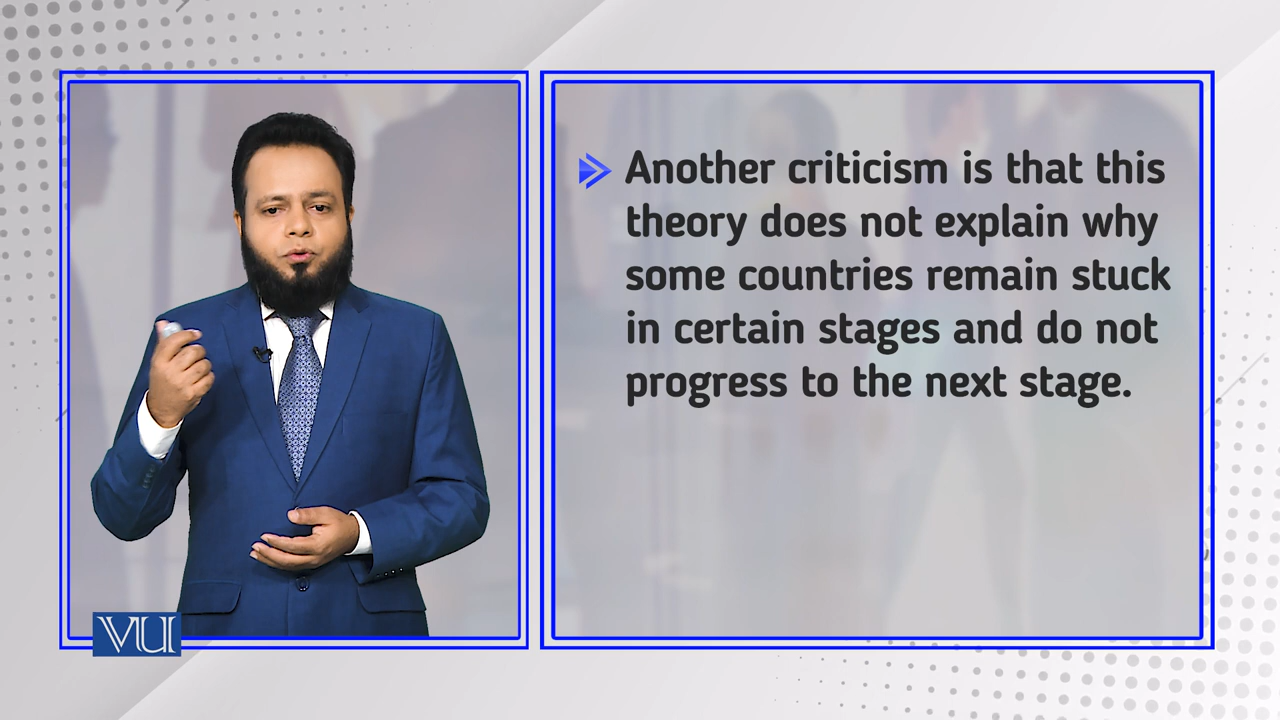 Another criticism is that this
theory does not explain why
some countries remain stuck
in certain stages and do not
progress to the next stage.
VU